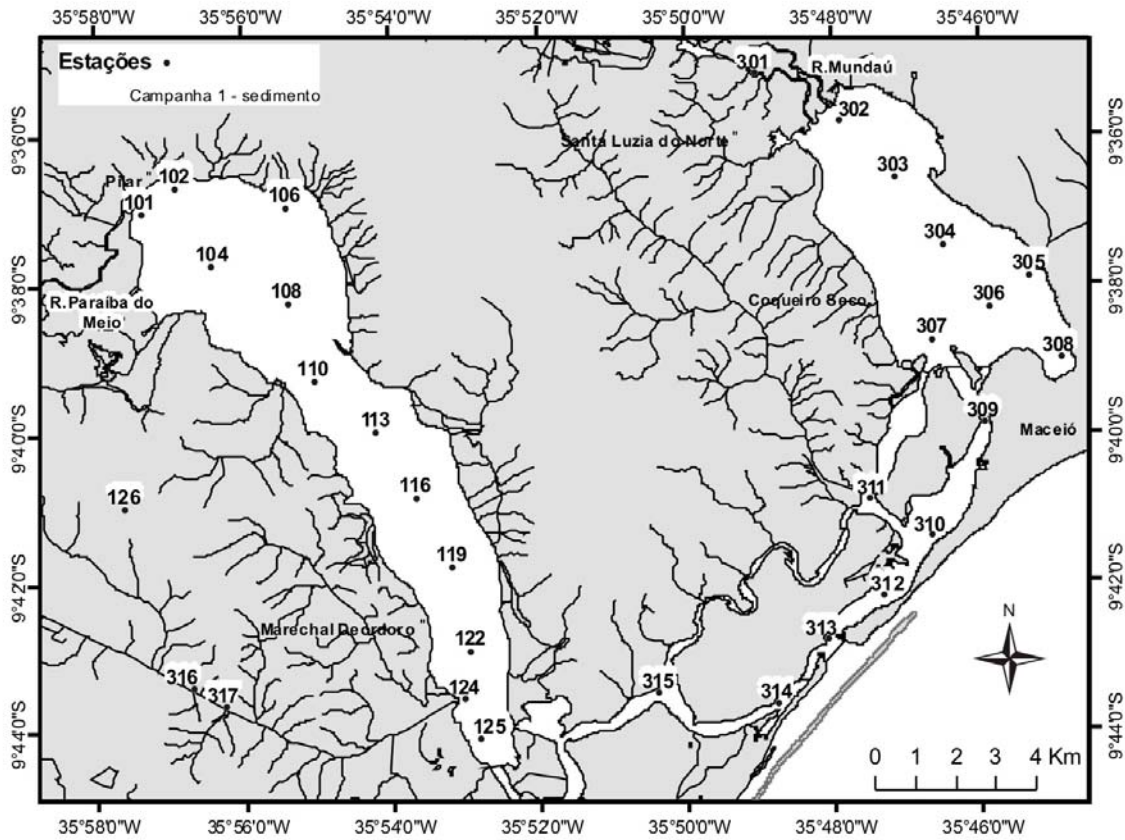 35°58'0"W 35°56'0"W 35°54'0"W 35°52'0"W 35°50'0"W 35°48'0"W 35°46'0"W
Estações
Campanha 1 - sedimento
301
R.Mundaú
302
9°36'0"S
9°36'0"S
Santa Luzia do Norte
303
Pilar
102
101
106
304
104
305
9°38'0"S
9°38'0"S
R.Paraíba do
Meio
108
Coqueiro Seco
306
307
308
110
309
113
Maceió
9°40'0"S
9°40'0"S
126
116
311
310
119
312
9°42'0"S
9°42'0"S
Marechal Deordoro
122
313
N
316
317
124
315
314
125
9°44'0"S
9°44'0"S
0 1 2 3 4 Km
35°58'0"W 35°56'0"W 35°54'0"W 35°52'0"W 35°50'0"W 35°48'0"W 35°46'0"W